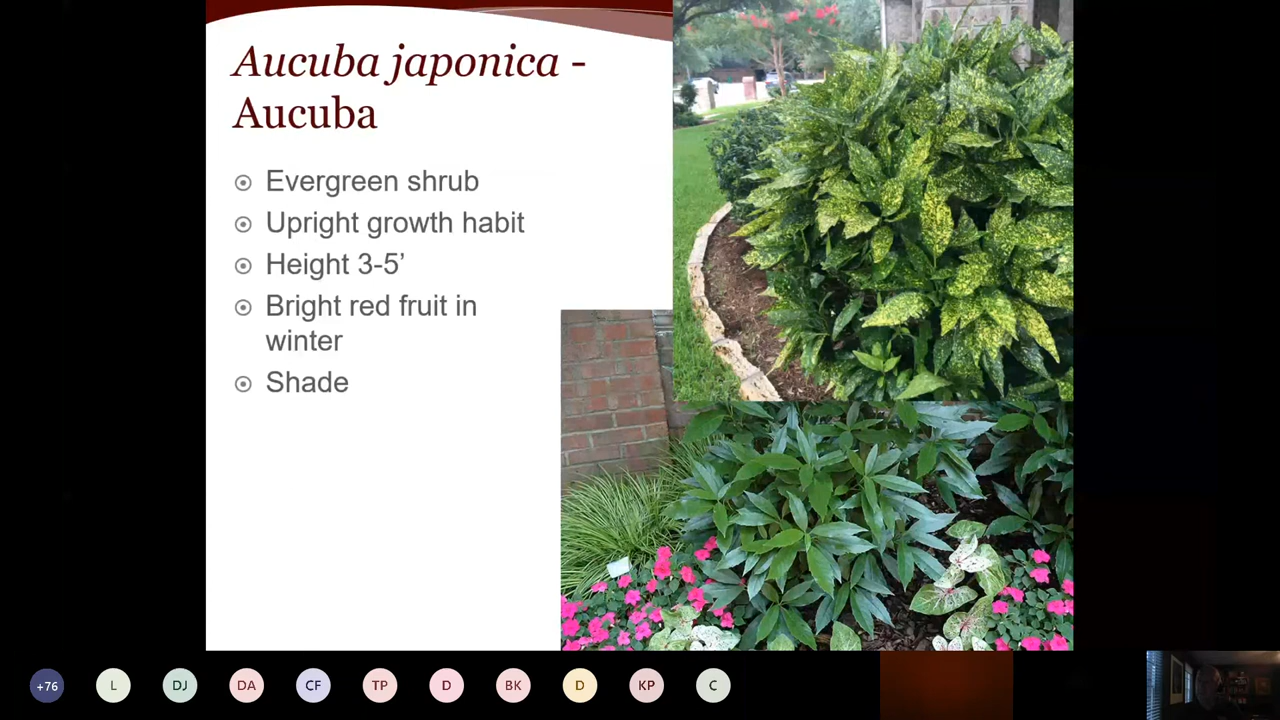 Aucuba japonica -
Aucuba
Evergreen shrub
Upright growth habit
Height 3-5’
Bright red fruit in
winter
Shade
+76
L
DJ
DA
CF
TP
D
BK
D
KP
C